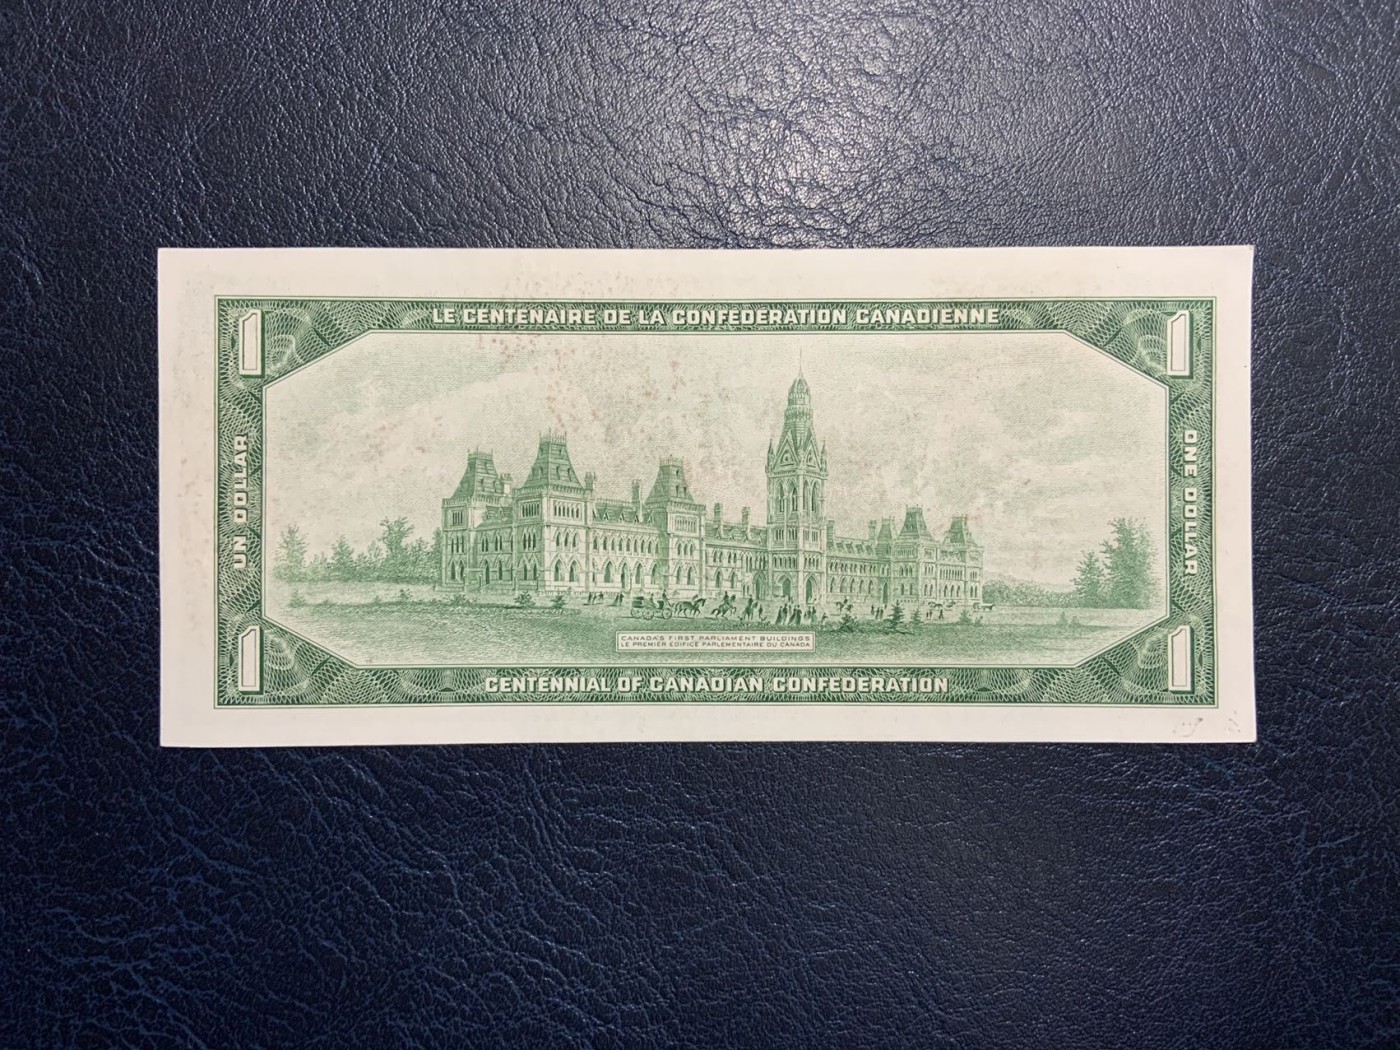 1 LE CENTENAIRE DE LA CONFEDERATION CANADIENNE 1
UN DOLLAR
ONE DOLLAR
CANADA'S FIRST PARLIAMENT BUILDINGS
LE PREMIER EDIFICE PARLEMENTAIRE DU CANADA
1 CENTENNIAL OF CANADIAN CONFEDERATION 1